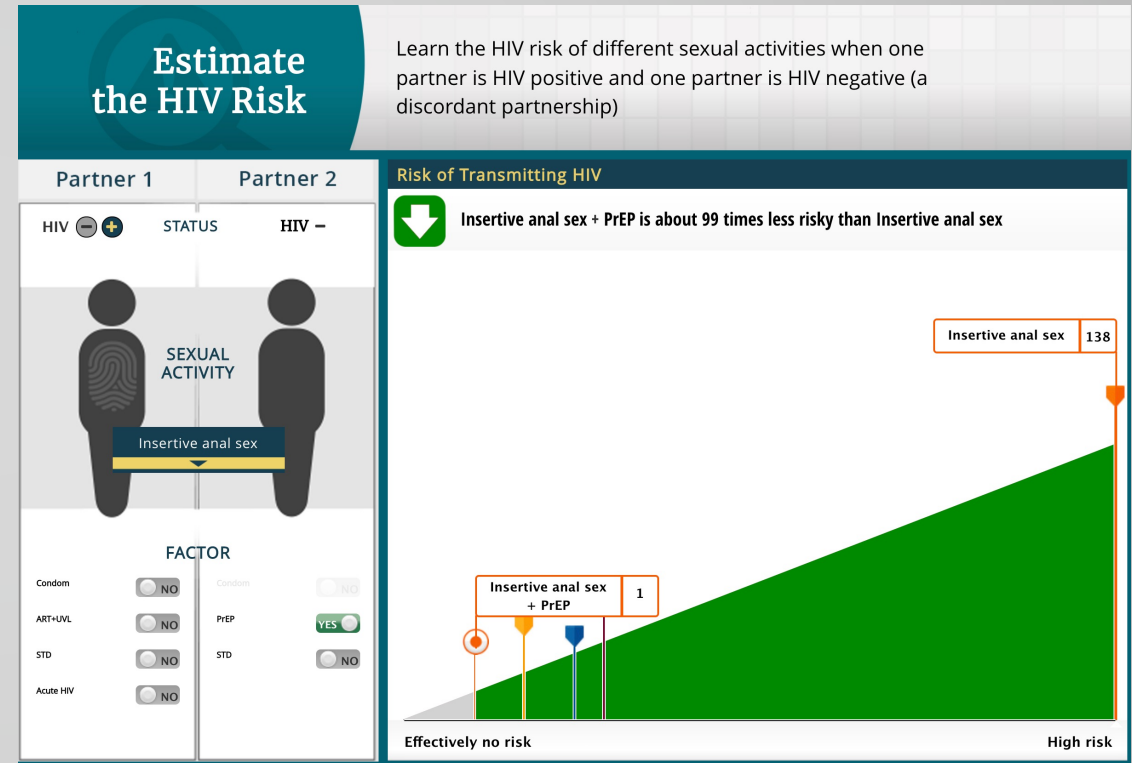 Estimate
the HIV Risk
Learn the HIV risk of different sexual activities when one
partner is HIV positive and one partner is HIV negative (a
discordant partnership)
Partner 1
Partner 2
HIV − +
STATUS
HIV −
SEXUAL
ACTIVITY
Insertive anal sex
FACTOR
Condom NO
Condom NO
ART+UVL NO
PrEP YES
STD NO
STD NO
Acute HIV NO
Risk of Transmitting HIV
Insertive anal sex + PrEP is about 99 times less risky than Insertive anal sex
Insertive anal sex 138
Insertive anal sex
+ PrEP
1
Effectively no risk
High risk